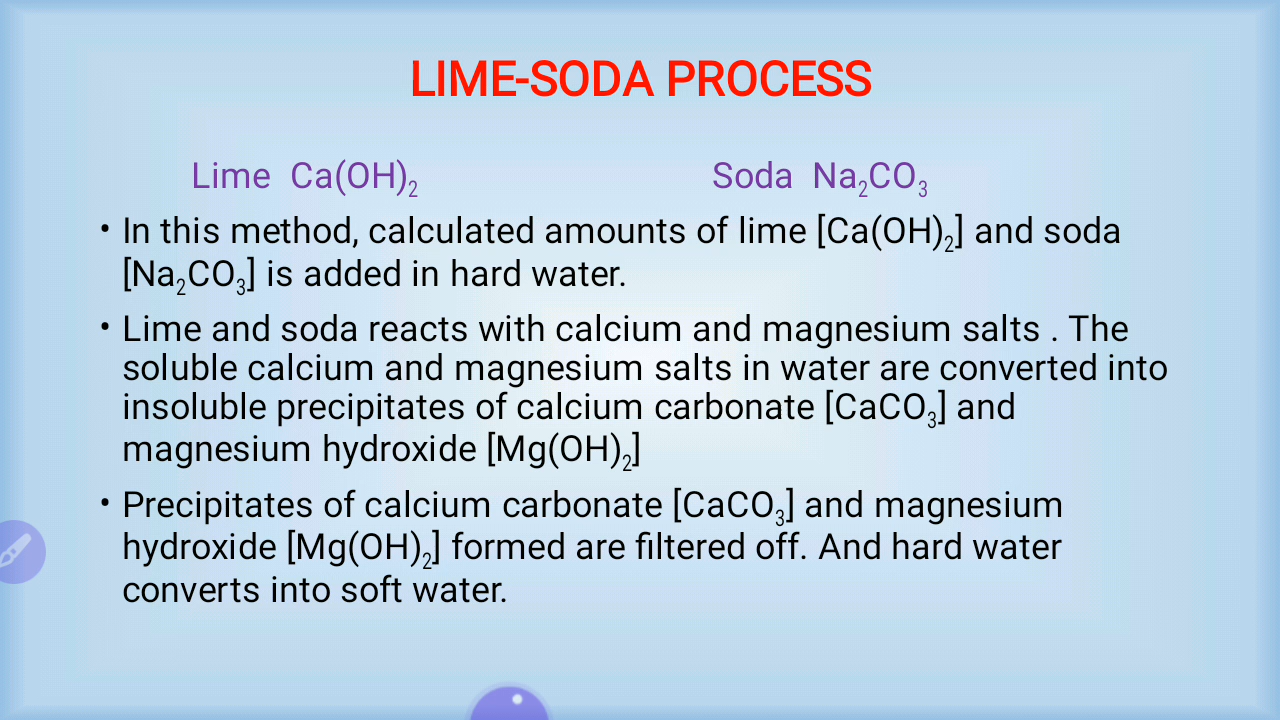 LIME-SODA PROCESS
Lime Ca(OH)₂ Soda Na₂CO₃
• In this method, calculated amounts of lime [Ca(OH)₂] and soda
[Na₂CO₃] is added in hard water.
• Lime and soda reacts with calcium and magnesium salts . The
soluble calcium and magnesium salts in water are converted into
insoluble precipitates of calcium carbonate [CaCO₃] and
magnesium hydroxide [Mg(OH)₂]
• Precipitates of calcium carbonate [CaCO₃] and magnesium
hydroxide [Mg(OH)₂] formed are filtered off. And hard water
converts into soft water.